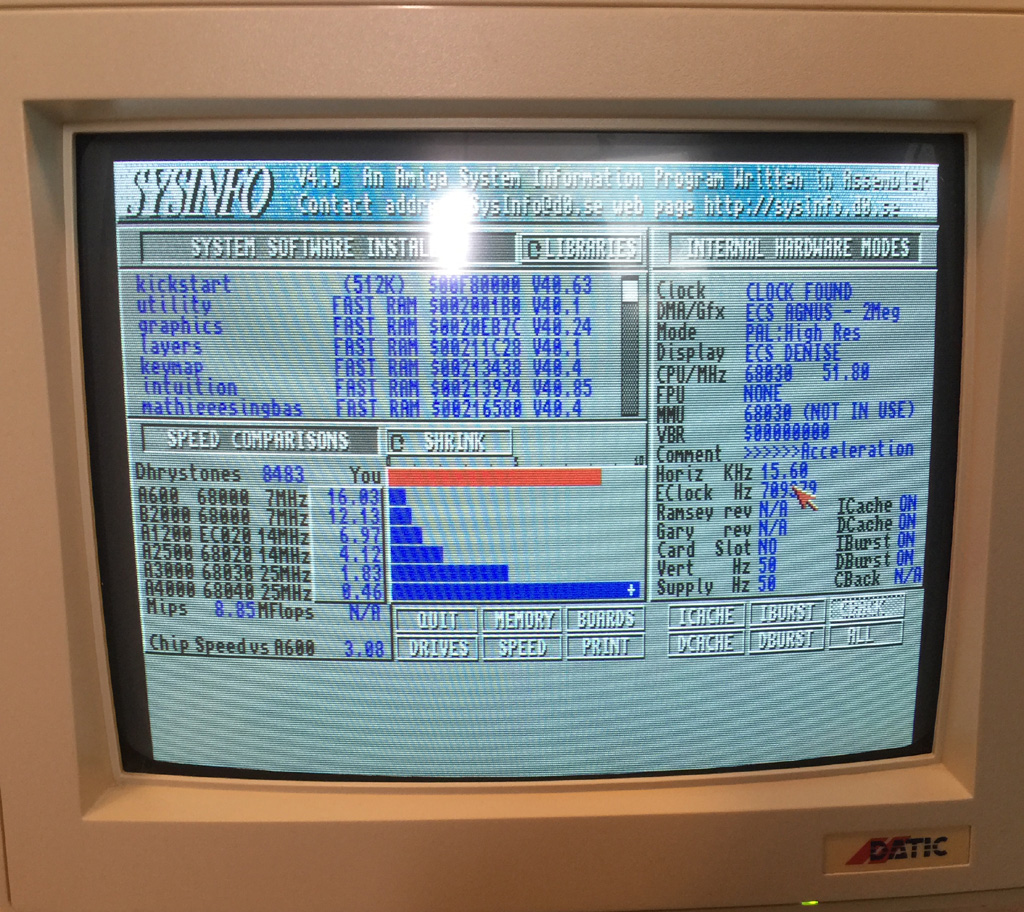 SYSINFO V4.0 An Amiga System Information Program Written in Assembler
Contact SysInfo@d0.se web page http://sysinfo.d0.se
SYSTEM SOFTWARE LIBRARIES
kickstart (512K) $00F80000 V40.63
utility FAST RAM $002001B0 V40.1
graphics FAST RAM $0020EB7C V40.24
layers FAST RAM $00211C28 V40.1
keymap FAST RAM $00213438 V40.4
intuition FAST RAM $00213974 V40.85
mathieeesingbas FAST RAM $00216580 V40.4
INTERNAL HARDWARE MODES
Clock CLOCK FOUND
DMA/Gfx ECS AGNUS - 2Meg
Mode PAL:High Res
Display ECS DENISE
CPU/MHz 68030 51.80
FPU NONE
MMU 68030 (NOT IN USE)
VBR $00000000
Comment >>>>>>Acceleration
Horiz KHz 15.60
EClock Hz
Ramsey rev N/A
Gary rev N/A
Card Slot NO
Vert Hz 50
Supply Hz 50
ICache ON
DCache ON
IBurst ON
DBurst ON
CBack N/A
SPEED COMPARISONS SHRINK
Dhrystones 8483 You
A600 68000 7MHz 16.03
B2000 68000 7MHz 12.13
A1200 EC020 14MHz 6.97
A2500 68020 14MHz 4.12
A3000 68030 25MHz 1.83
A4000 68040 25MHz 0.46
Mips 8.85 MFlops N/A
Chip Speed vs A600 3.08
QUIT MEMORY BOARDS
DRIVES SPEED PRINT
ICACHE IBURST CBACK
DCACHE DBURST ALL
DATIC